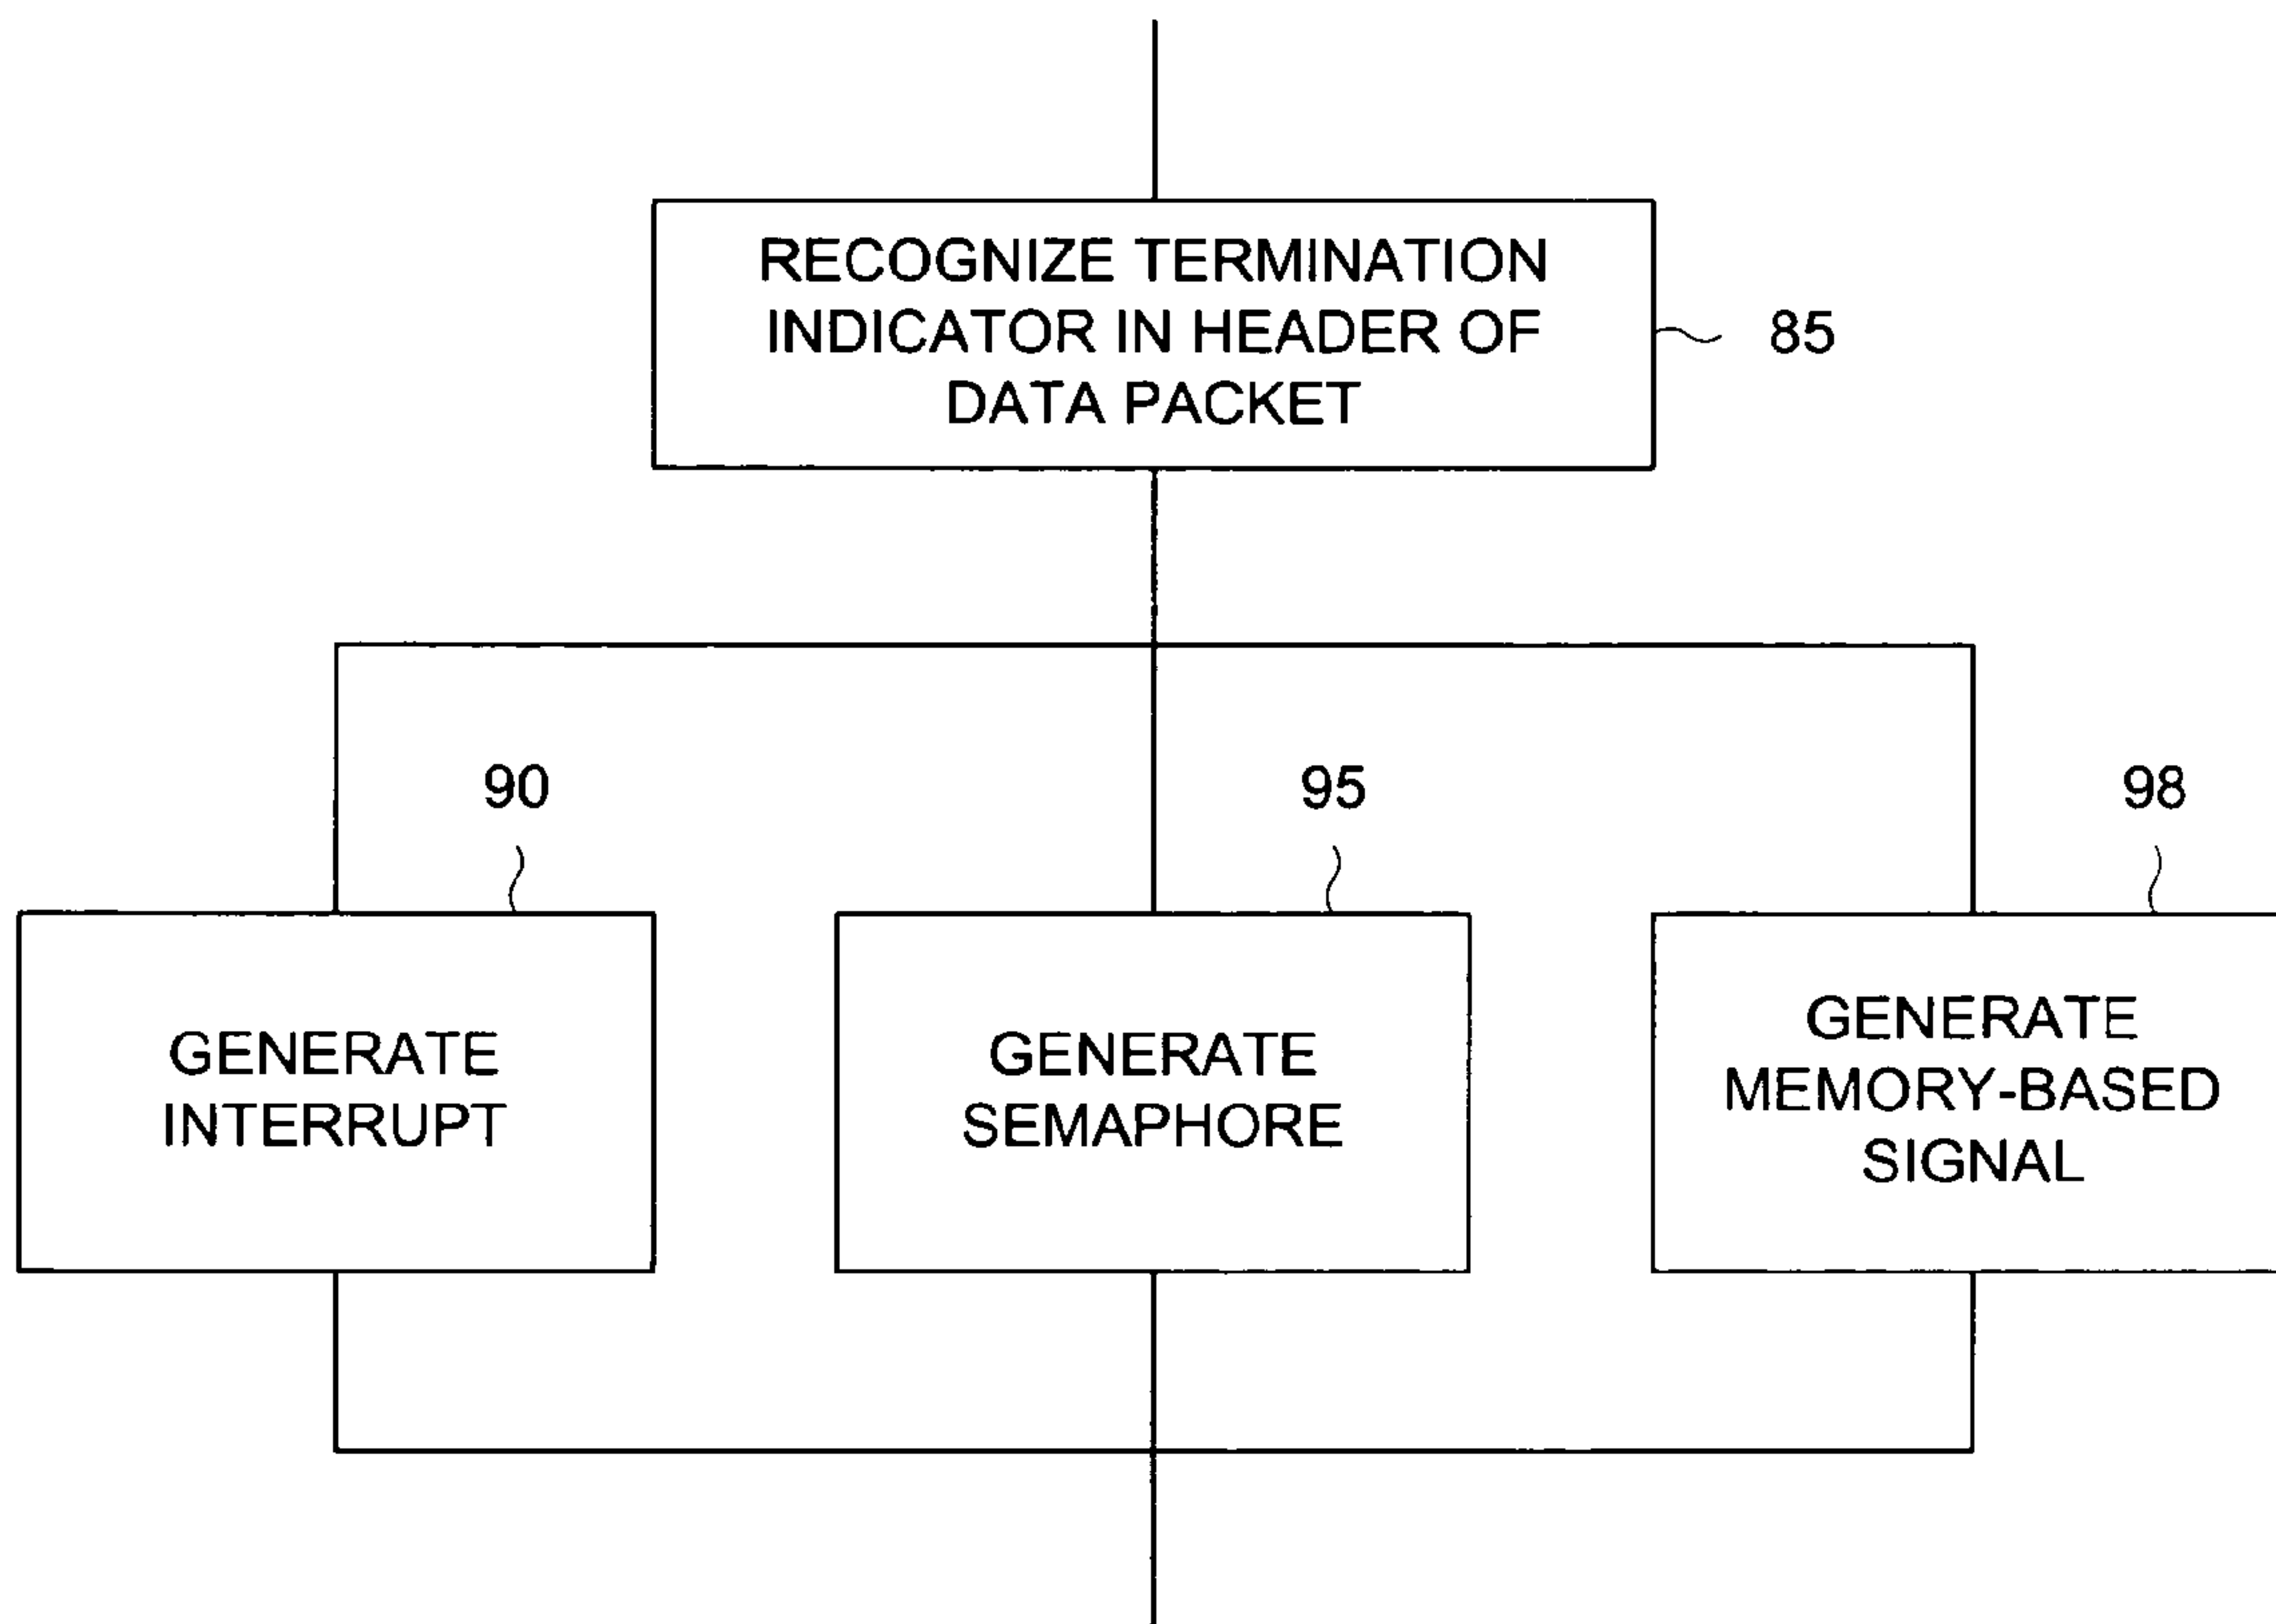 RECOGNIZE TERMINATION
INDICATOR IN HEADER OF
DATA PACKET
85
90
95
98
GENERATE
INTERRUPT
GENERATE
SEMAPHORE
GENERATE
MEMORY-BASED
SIGNAL